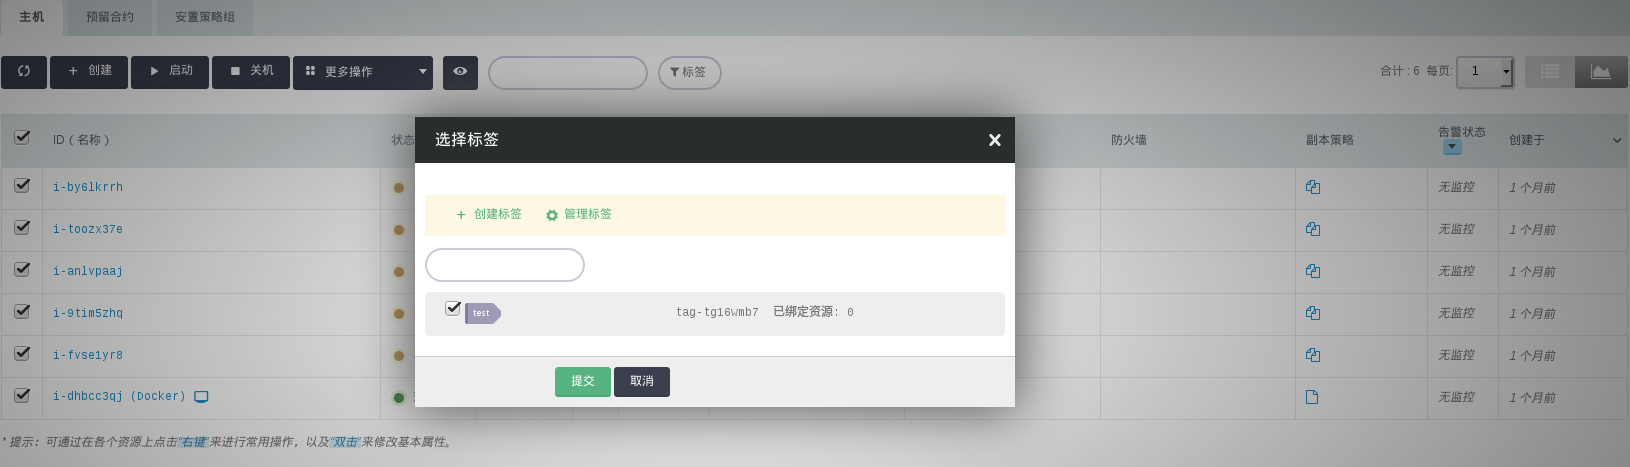 主机 预留合约 安置策略组
+ 创建 启动 关机 更多操作 标签 合计 : 6 每页: 1
选择标签
ID ( 名称 ) 状态 防火墙 副本策略 告警状态 创建于
i-by6lkrrh 无监控 1 个月前
+ 创建标签 管理标签
i-toozx37e 无监控 1 个月前
i-anlvpaaj 无监控 1 个月前
i-9tim5zhq 无监控 1 个月前
test tag-tg16wmb7 已绑定资源: 0
i-fvse1yr8 无监控 1 个月前
提交 取消
i-dhbcc3qj (Docker) 无监控 1 个月前
* 提示: 可通过在各个资源上点击“右键”来进行常用操作, 以及“双击”来修改基本属性。